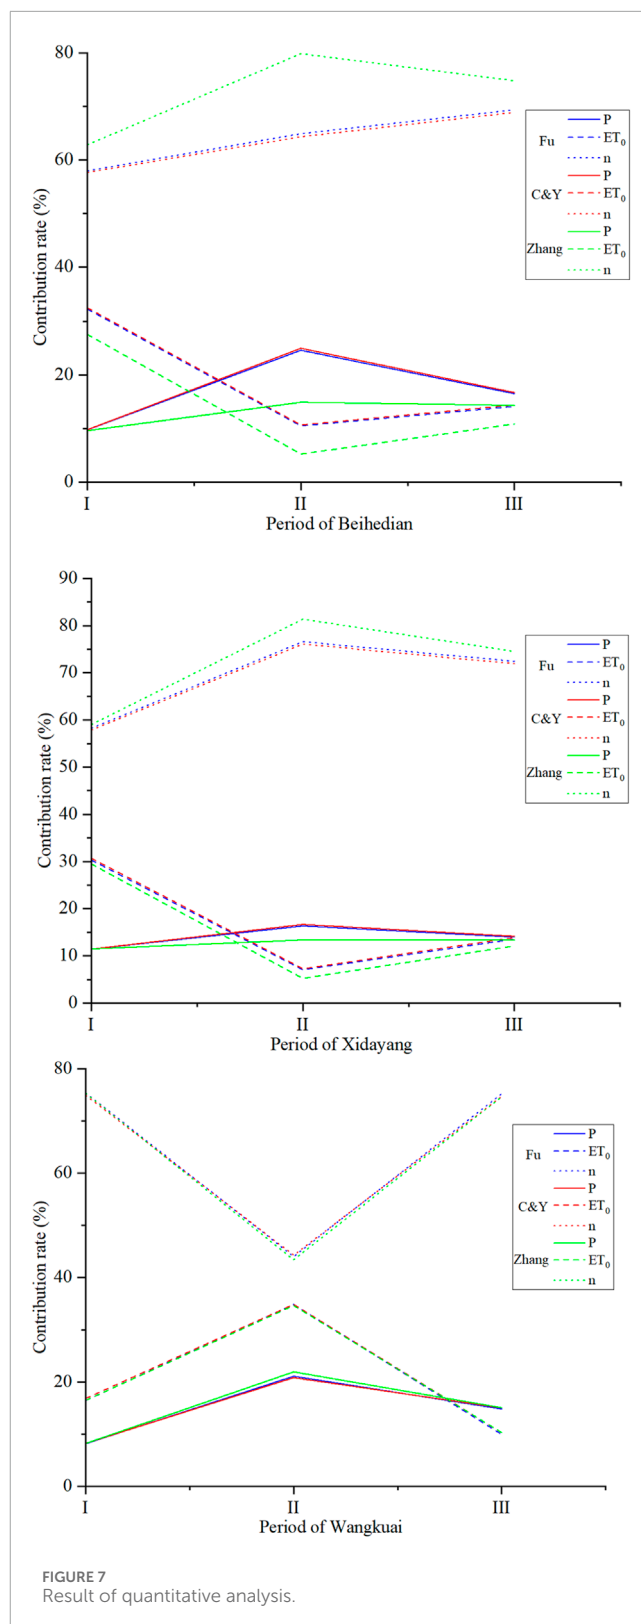 80
60
40
20
0
Contribution rate (%)
I II III
Period of Beihedian
Fu
P
ET₀
n
C&Y
P
ET₀
n
Zhang
P
ET₀
n
90
80
70
60
50
40
30
20
10
0
Contribution rate (%)
I II III
Period of Xidayang
Fu
P
ET₀
n
C&Y
P
ET₀
n
Zhang
P
ET₀
n
80
60
40
20
0
Contribution rate (%)
I II III
Period of Wangkuai
Fu
P
ET₀
n
C&Y
P
ET₀
n
Zhang
P
ET₀
n
FIGURE 7
Result of quantitative analysis.